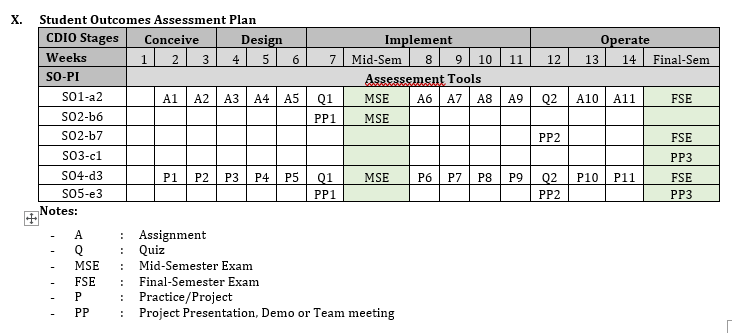 X. Student Outcomes Assessment Plan
CDIO Stages Conceive Design Implement Operate
Weeks 1 2 3 4 5 6 7 Mid-Sem 8 9 10 11 12 13 14 Final-Sem
SO-PI Assessement Tools
SO1-a2 A1 A2 A3 A4 A5 Q1 MSE A6 A7 A8 A9 Q2 A10 A11 FSE
SO2-b6 PP1 MSE
SO2-b7 PP2 FSE
SO3-c1 PP3
SO4-d3 P1 P2 P3 P4 P5 Q1 MSE P6 P7 P8 P9 Q2 P10 P11 FSE
SO5-e3 PP1 PP2 PP3
Notes:
- A : Assignment
- Q : Quiz
- MSE : Mid-Semester Exam
- FSE : Final-Semester Exam
- P : Practice/Project
- PP : Project Presentation, Demo or Team meeting